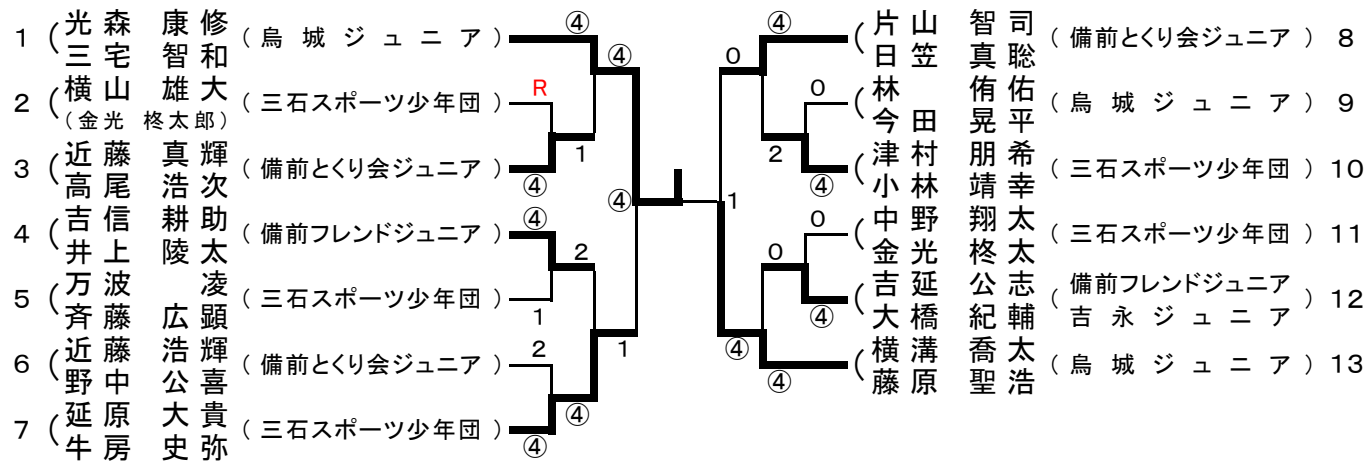 1 ( 光森 康修
三宅 智和 ( 烏城ジュニア ) ④
④
2 ( 横山 雄大
(金光 柊太郎) ( 三石スポーツ少年団 ) R
1
3 ( 近藤 真輝
高尾 浩次 ( 備前とくり会ジュニア ) ④
④
4 ( 吉信 耕助
井上 陵太 ( 備前フレンドジュニア ) ④
2
5 ( 万波 凌
斉藤 広顕 ( 三石スポーツ少年団 ) 1
1
6 ( 近藤 浩輝
野中 公喜 ( 備前とくり会ジュニア ) 2
④
7 ( 延原 大貴
牛房 史弥 ( 三石スポーツ少年団 ) ④
④ ( 片山 智司
日笠 真聡 ( 備前とくり会ジュニア ) 8
0
0 ( 林 侑佑
今田 晃平 ( 烏城ジュニア ) 9
2
④ ( 津村 朋希
小林 靖幸 ( 三石スポーツ少年団 ) 10
1
0 ( 中野 翔太
金光 柊太 ( 三石スポーツ少年団 ) 11
0
④ ( 吉延 公志
大橋 紀輔 ( 備前フレンドジュニア
吉永ジュニア ) 12
④
④ ( 横溝 喬太
藤原 聖浩 ( 烏城ジュニア ) 13